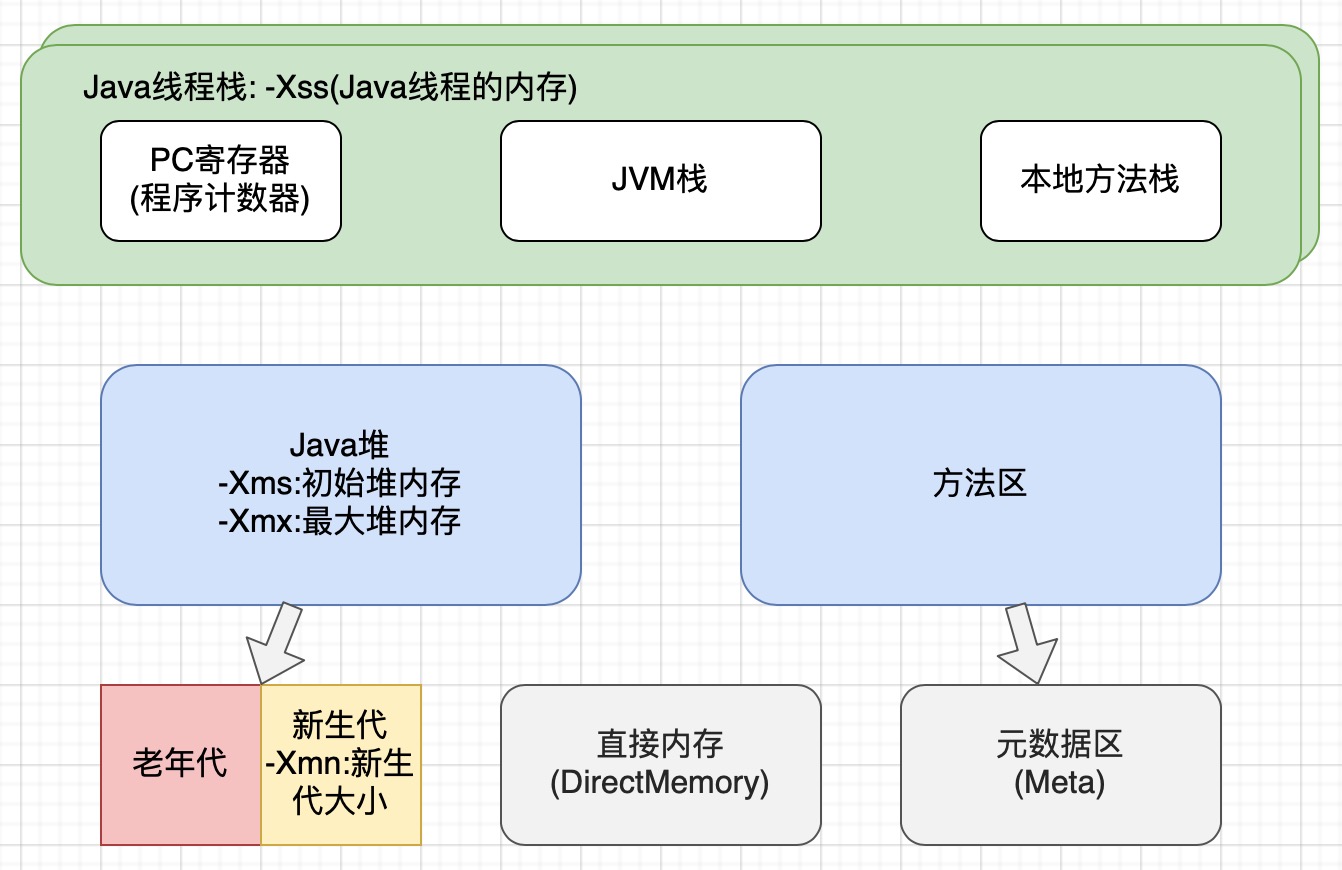 Java线程栈: -Xss(Java线程的内存)
PC寄存器
(程序计数器)
JVM栈
本地方法栈
Java堆
-Xms:初始堆内存
-Xmx:最大堆内存
方法区
老年代
新生代
-Xmn:新生
代大小
直接内存
(DirectMemory)
元数据区
(Meta)